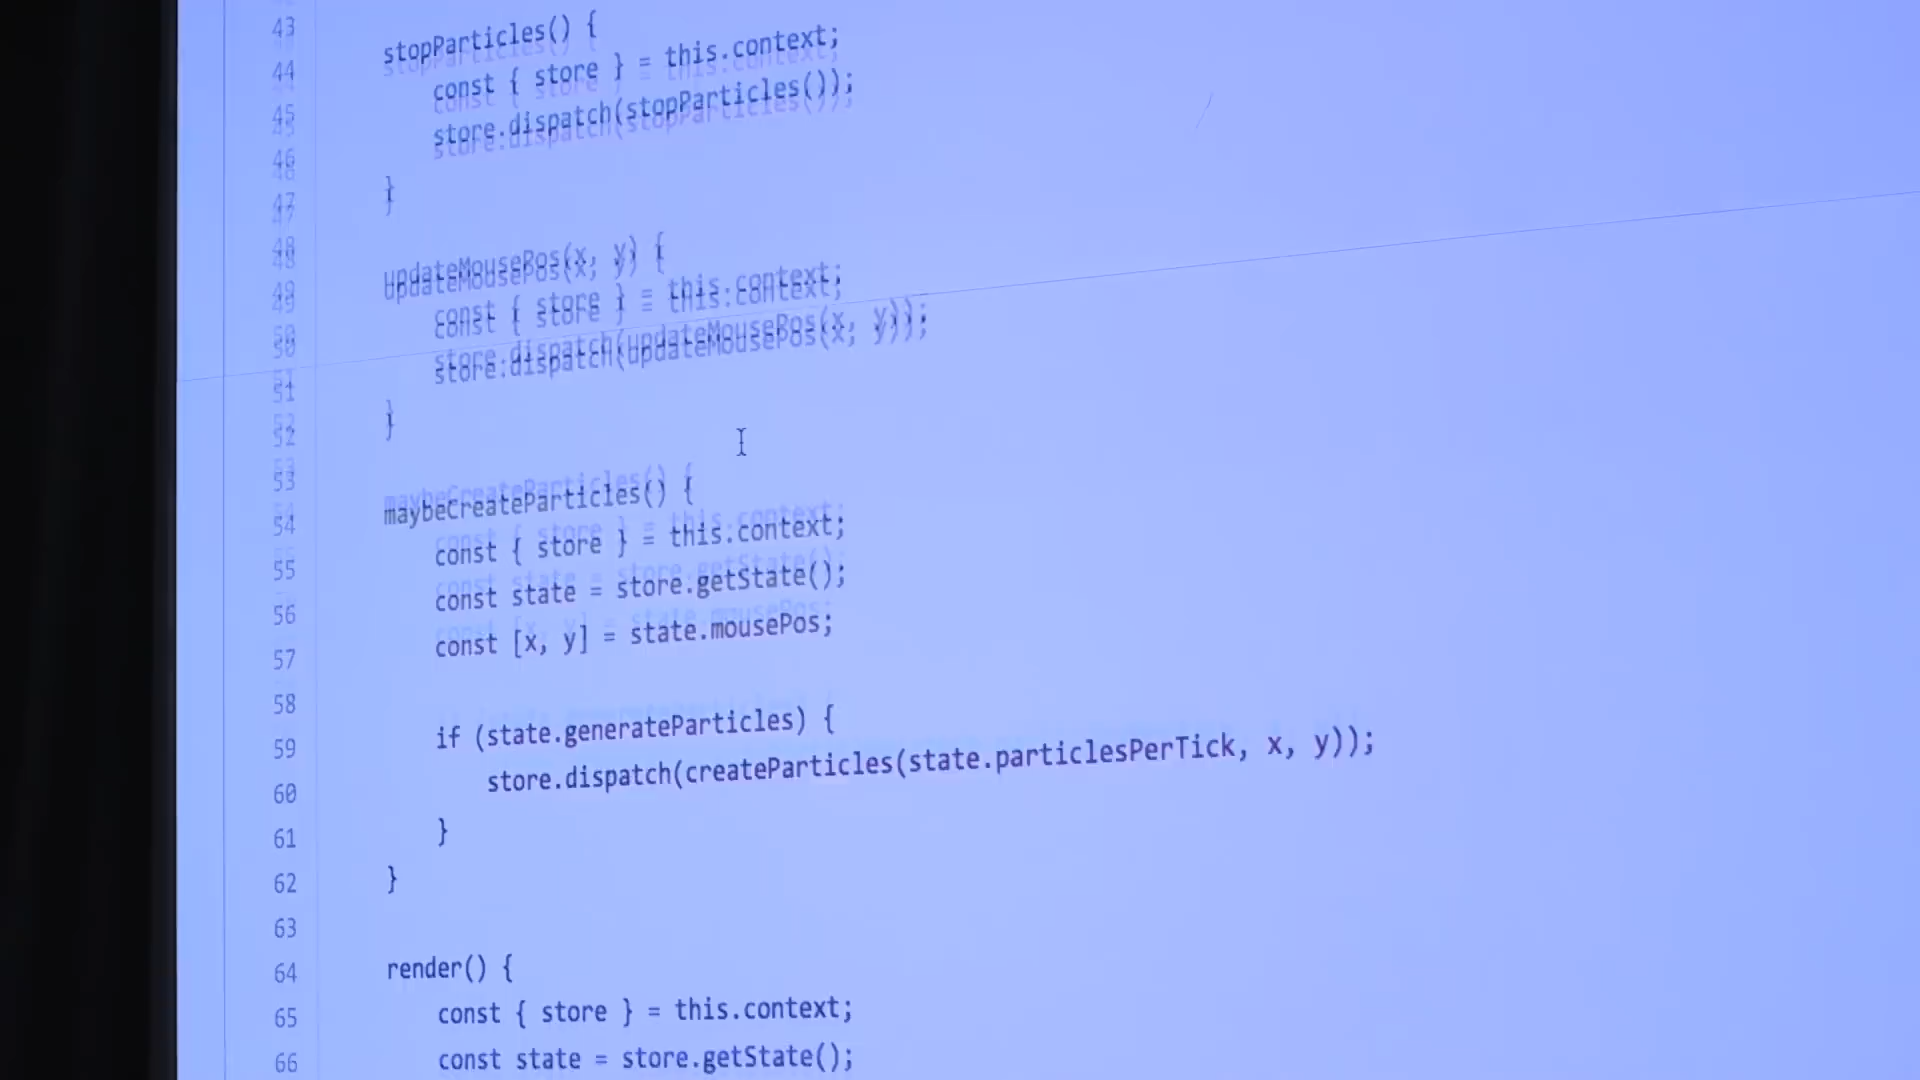 43 stopParticles() {
44 const { store } = this.context;
45 store.dispatch(stopParticles());
46 }
47
48 updateMousePos(x, y) {
49 const { store } = this.context;
50 store.dispatch(updateMousePos(x, y));
51 }
52
53 maybeCreateParticles() {
54 const { store } = this.context;
55 const state = store.getState();
56 const [x, y] = state.mousePos;
57
58 if (state.generateParticles) {
59 store.dispatch(createParticles(state.particlesPerTick, x, y));
60 }
61 }
62
63 render() {
64 const { store } = this.context;
65 const state = store.getState();
66